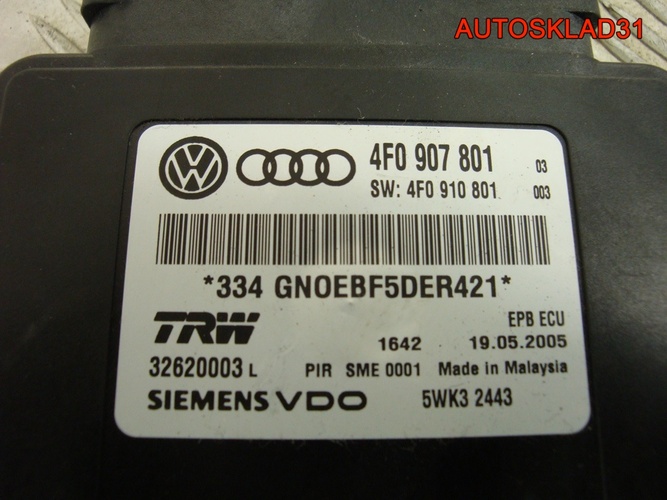 AUTOSKLAD31
4F0 907 801 03
SW: 4F0 910 801 003
*334 GNOEBF5DER421*
TRW EPB ECU
1642 19.05.2005
32620003 L PIR SME 0001 Made in Malaysia
SIEMENS VDO 5WK3 2443